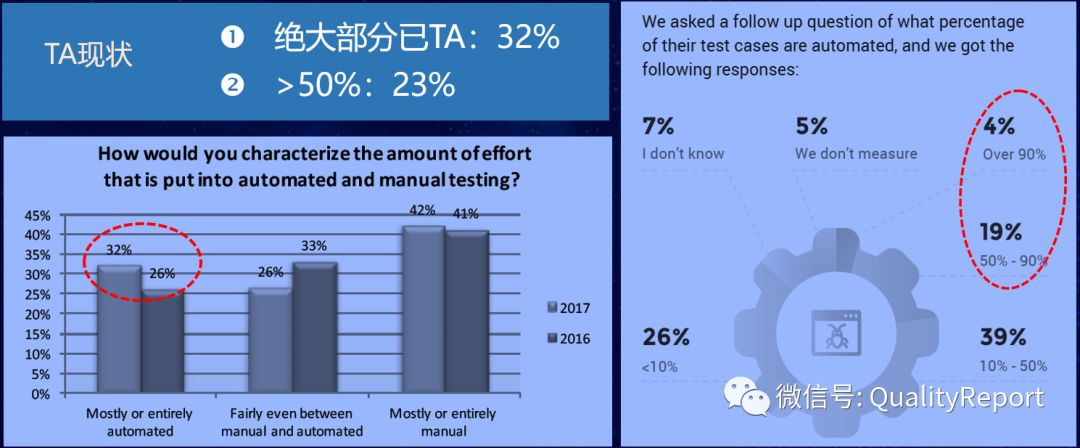 TA现状
❶ 绝大部分已TA：32%
❷ >50%：23%
How would you characterize the amount of effort
that is put into automated and manual testing?
45%
40%
35%
30%
25%
20%
15%
10%
5%
0%
32%
26%
26%
33%
42%
41%
Mostly or entirely
automated
Fairly even between
manual and automated
Mostly or entirely
manual
2017
2016
We asked a follow up question of what percentage
of their test cases are automated, and we got the
following responses:
7%
I don't know
5%
We don't measure
4%
Over 90%
19%
50% - 90%
26%
<10%
39%
10% - 50%
微信号: QualityReport